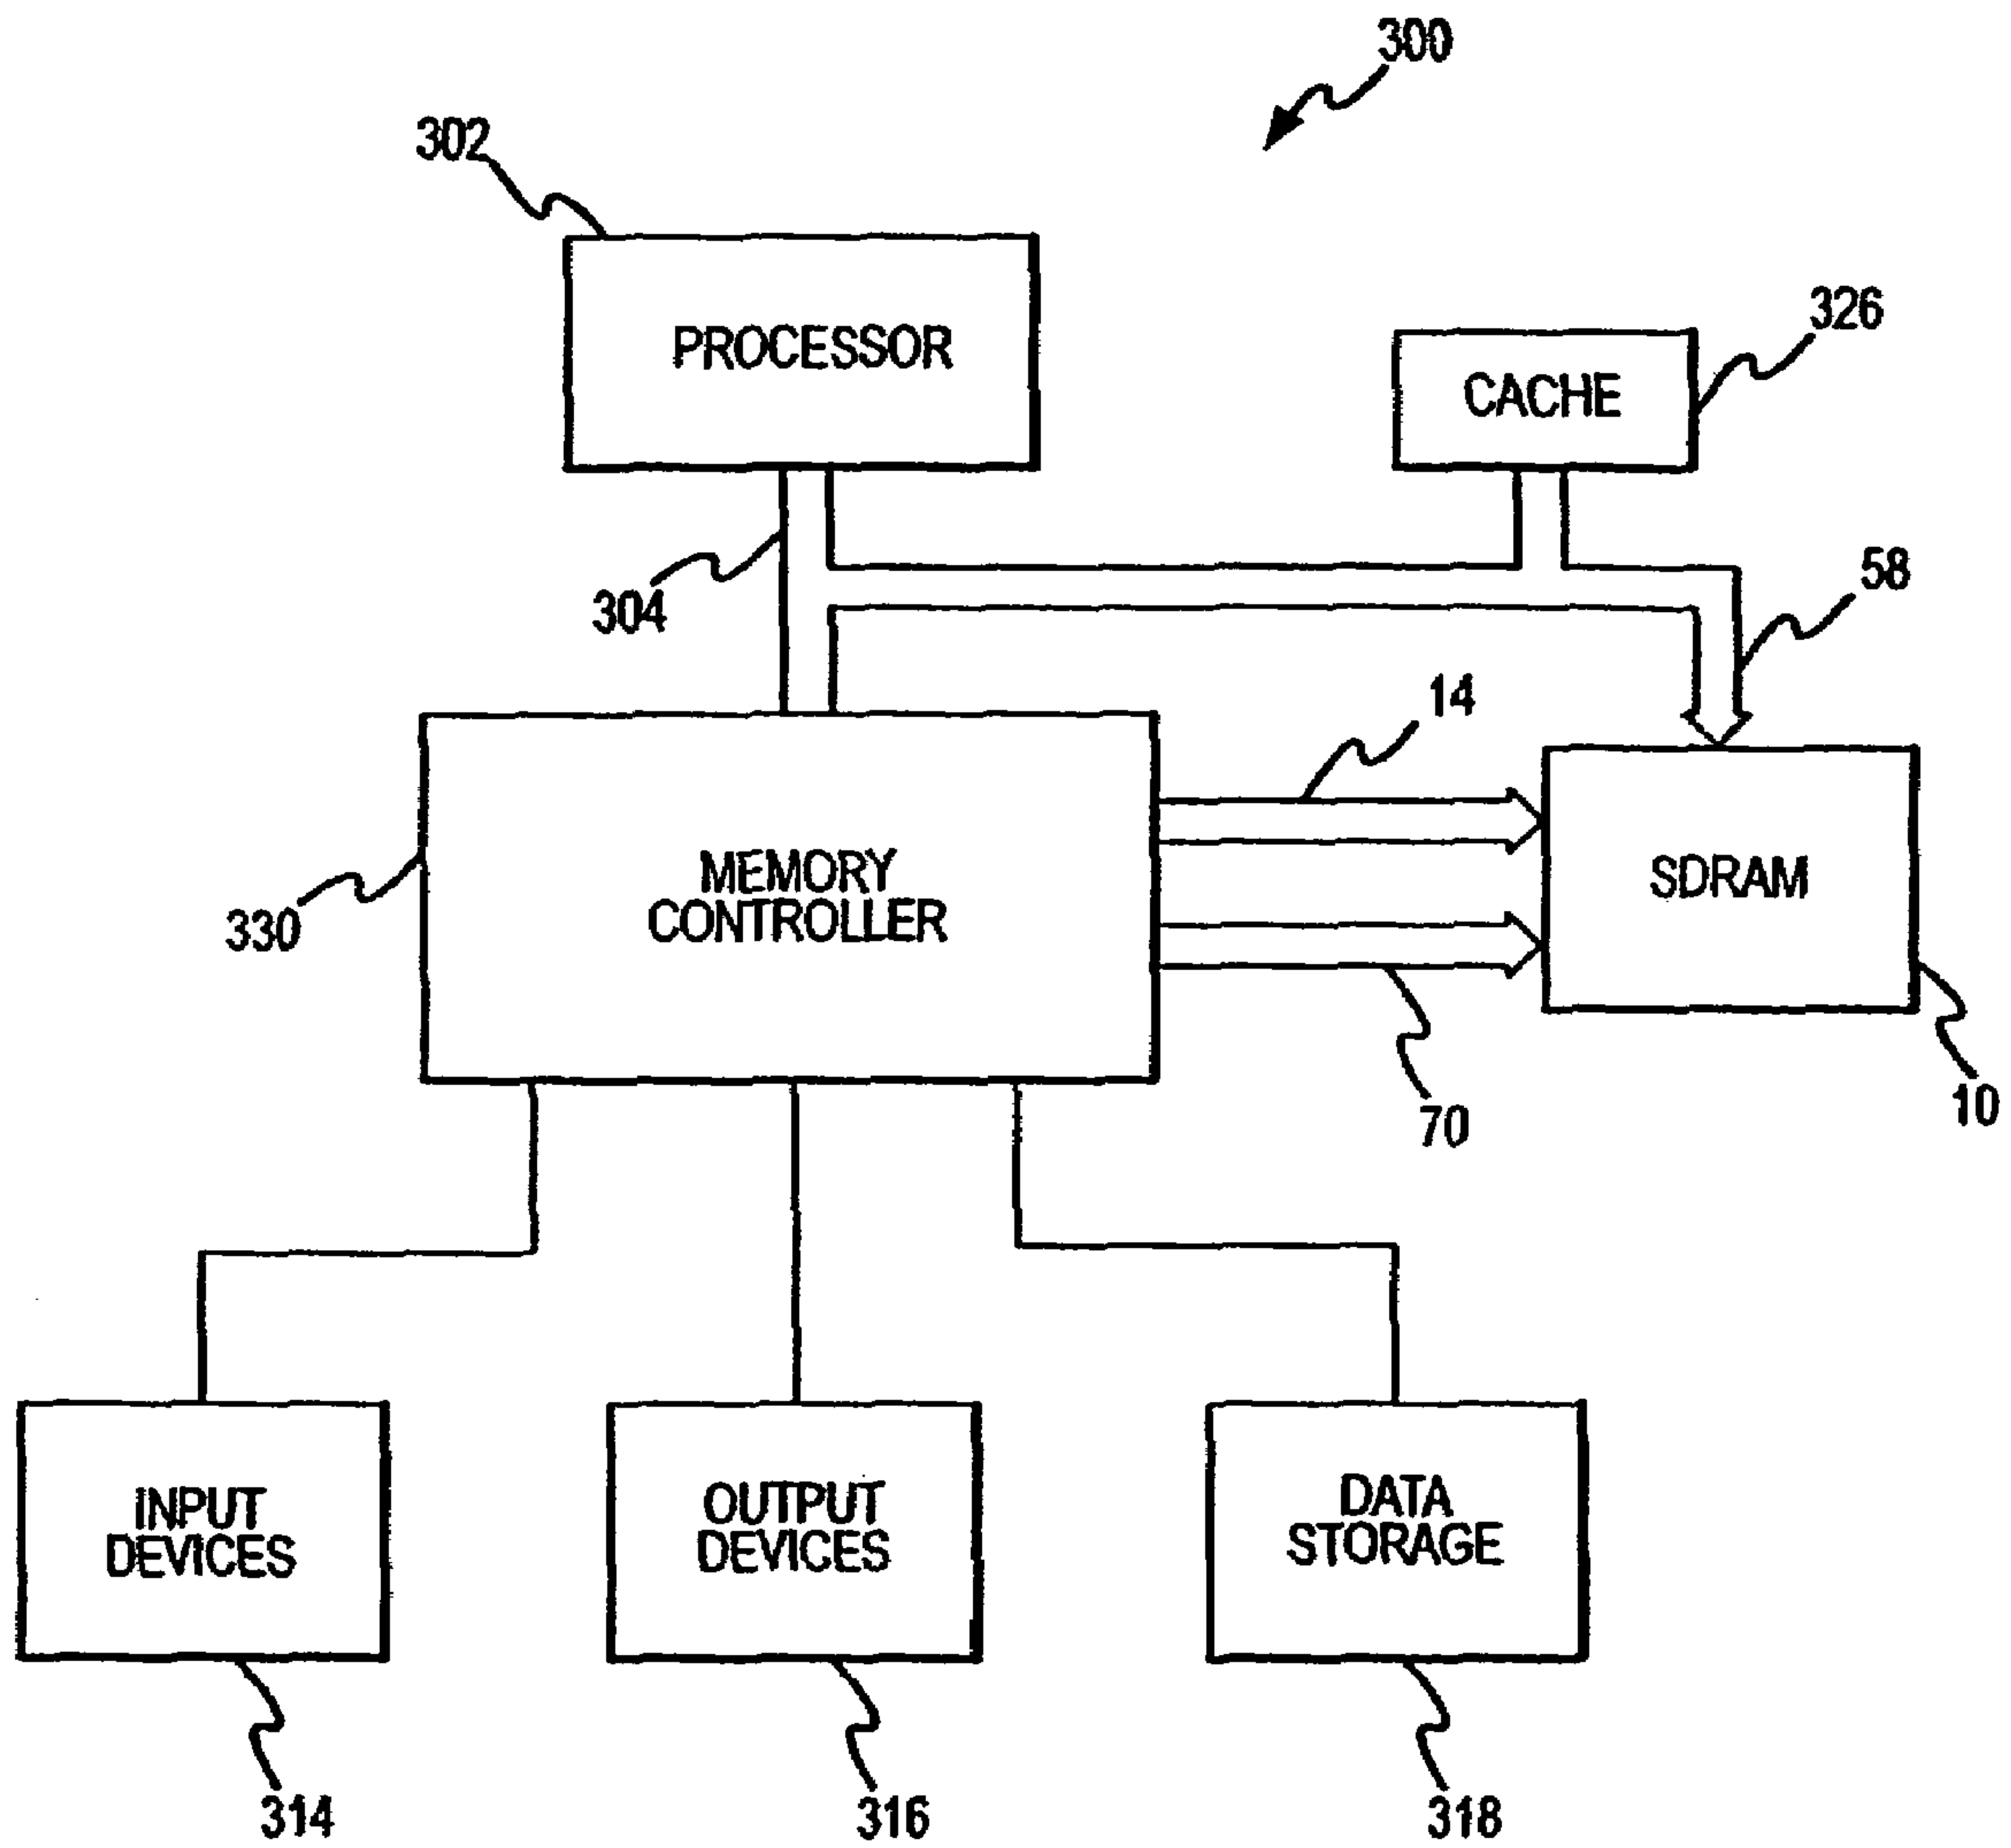 300
302
PROCESSOR
326
CACHE
304
58
14
MEMORY
CONTROLLER
SDRAM
330
70
10
INPUT
DEVICES
OUTPUT
DEVICES
DATA
STORAGE
314
316
318